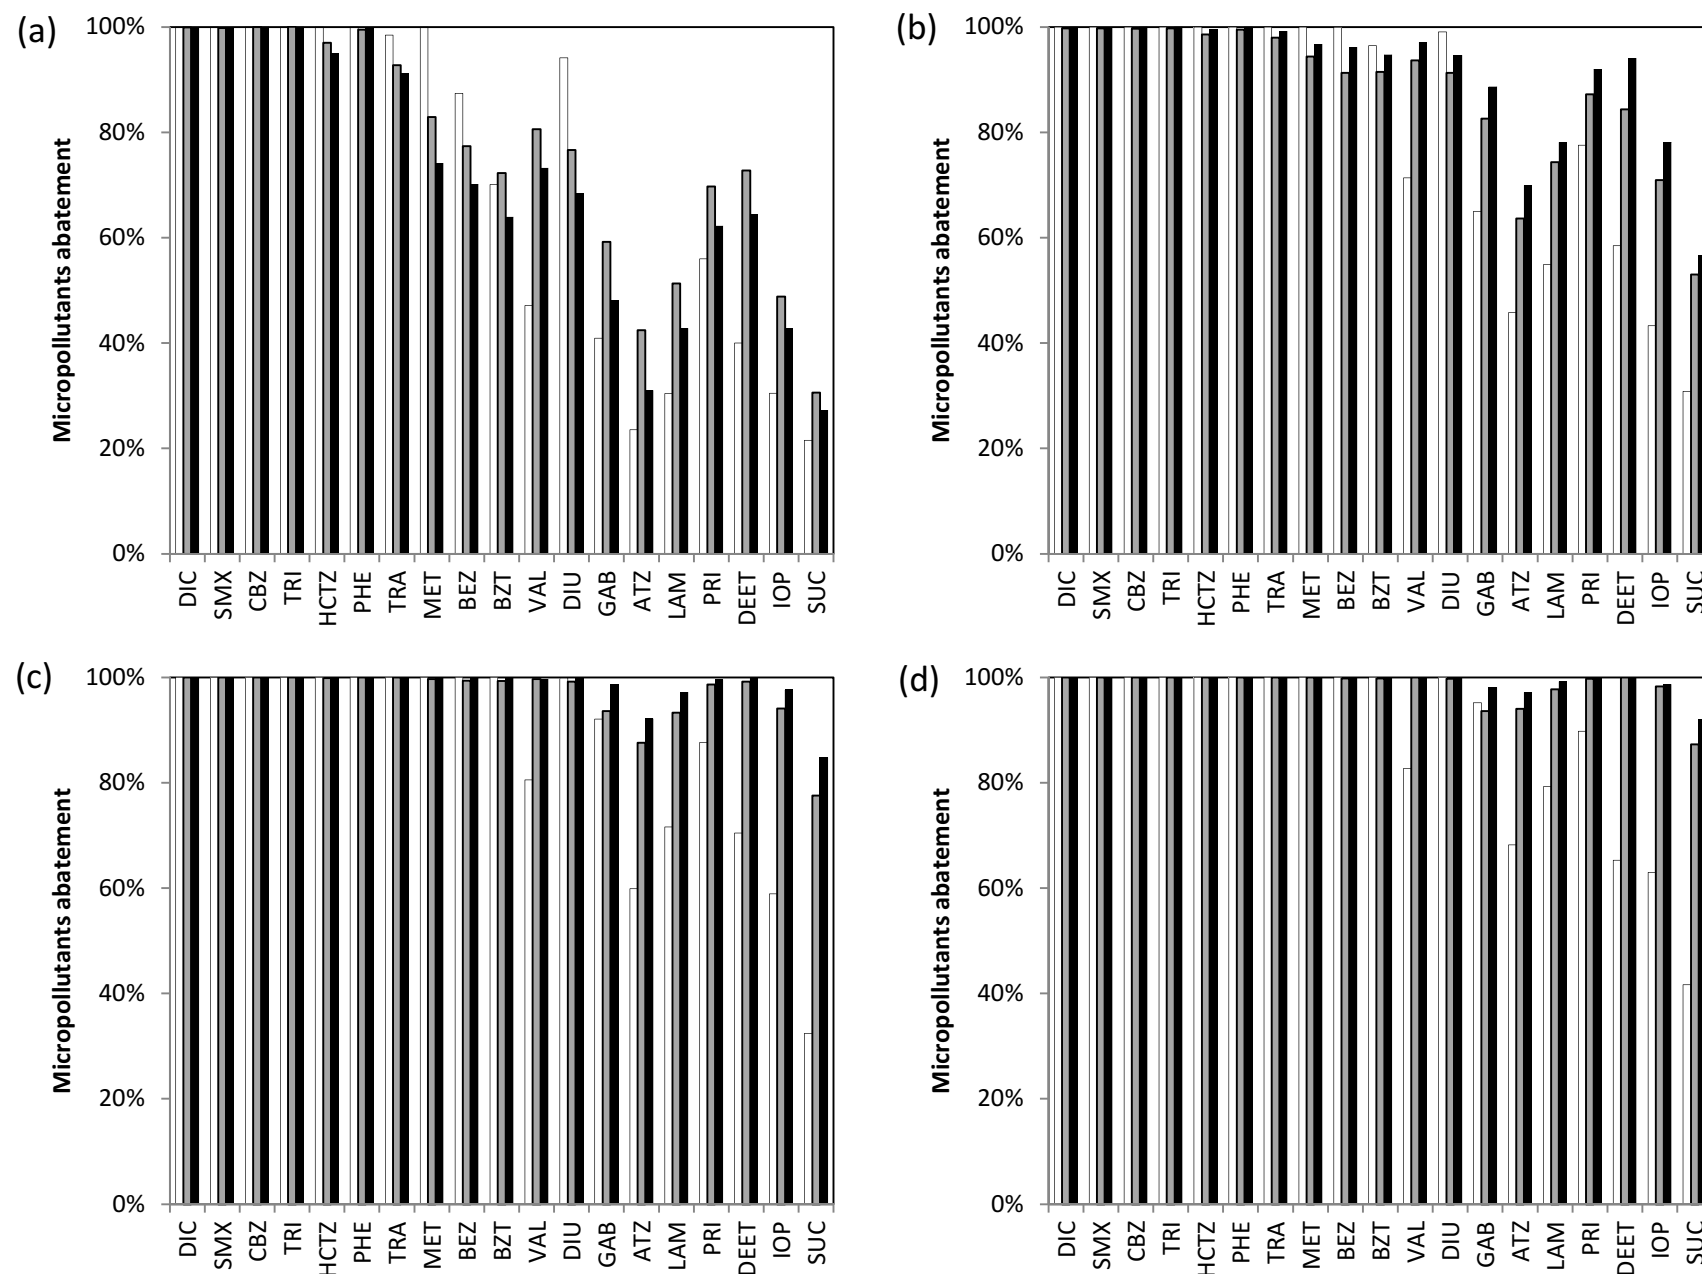 (a)
Micropollutants abatement
100%
80%
60%
40%
20%
0%
DIC SMX CBZ TRI HCTZ PHE TRA MET BEZ BZT VAL DIU GAB ATZ LAM PRI DEET IOP SUC
(b)
Micropollutants abatement
100%
80%
60%
40%
20%
0%
DIC SMX CBZ TRI HCTZ PHE TRA MET BEZ BZT VAL DIU GAB ATZ LAM PRI DEET IOP SUC
(c)
Micropollutants abatement
100%
80%
60%
40%
20%
0%
DIC SMX CBZ TRI HCTZ PHE TRA MET BEZ BZT VAL DIU GAB ATZ LAM PRI DEET IOP SUC
(d)
Micropollutants abatement
100%
80%
60%
40%
20%
0%
DIC SMX CBZ TRI HCTZ PHE TRA MET BEZ BZT VAL DIU GAB ATZ LAM PRI DEET IOP SUC